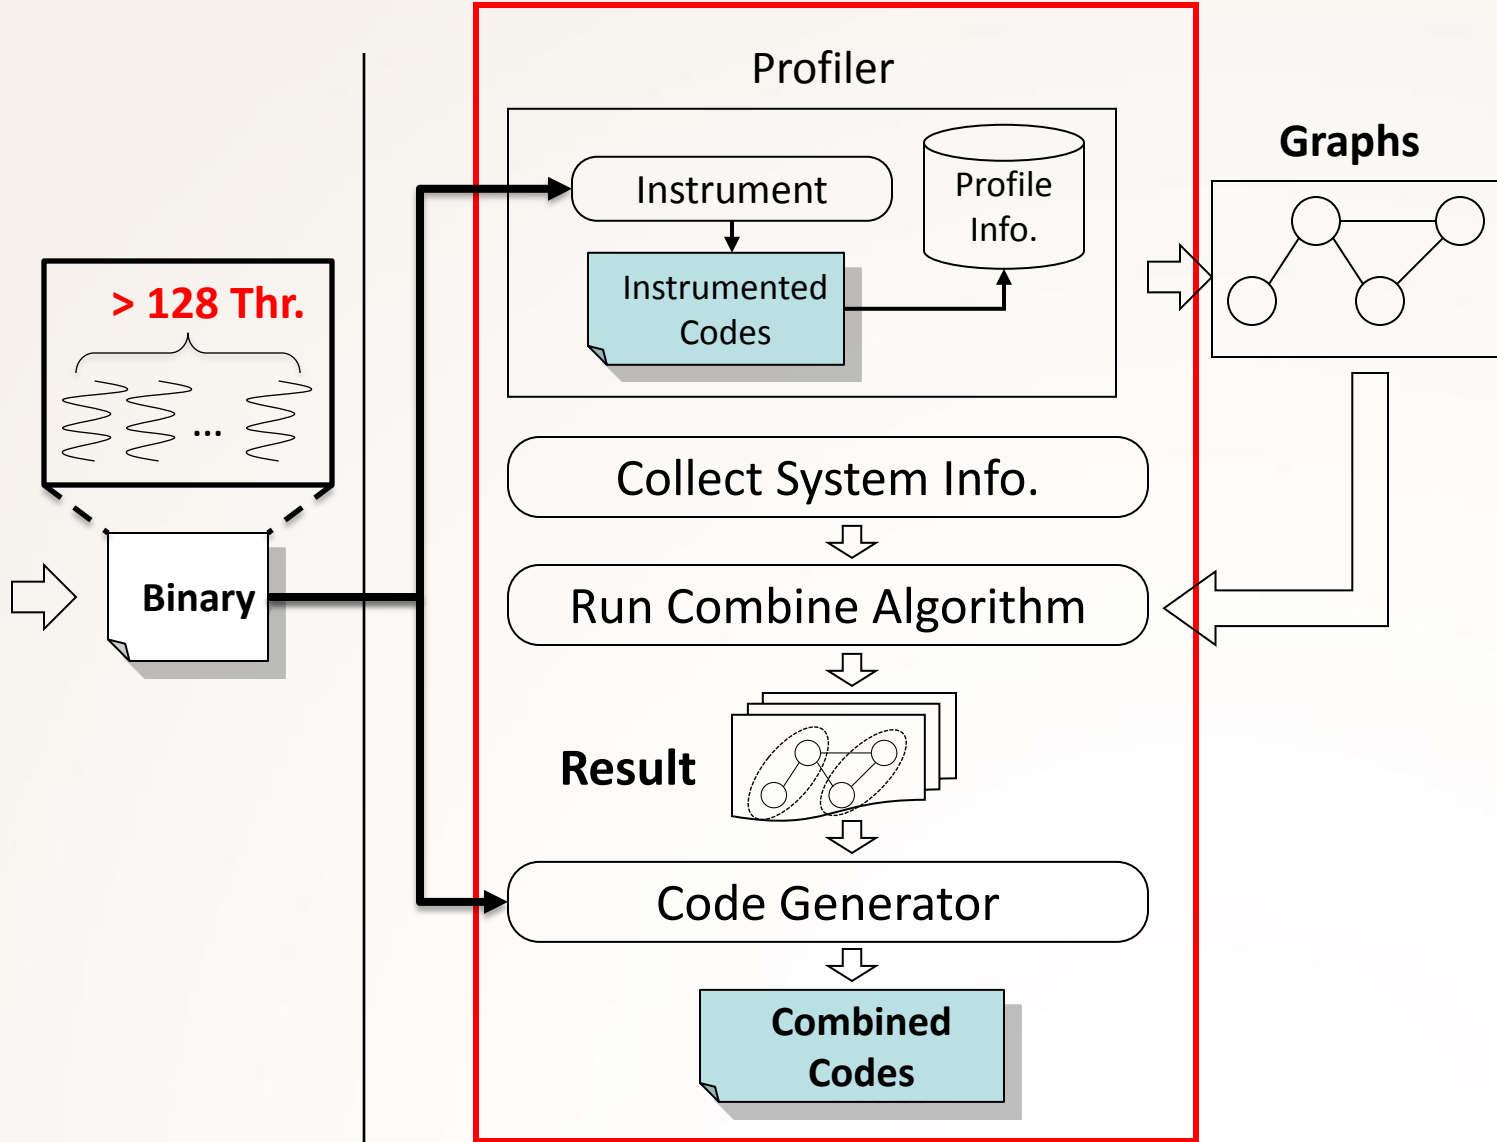 Profiler
Graphs
Instrument
Profile
Info.
Instrumented
Codes
> 128 Thr.
...
Collect System Info.
Binary
Run Combine Algorithm
Result
Code Generator
Combined
Codes